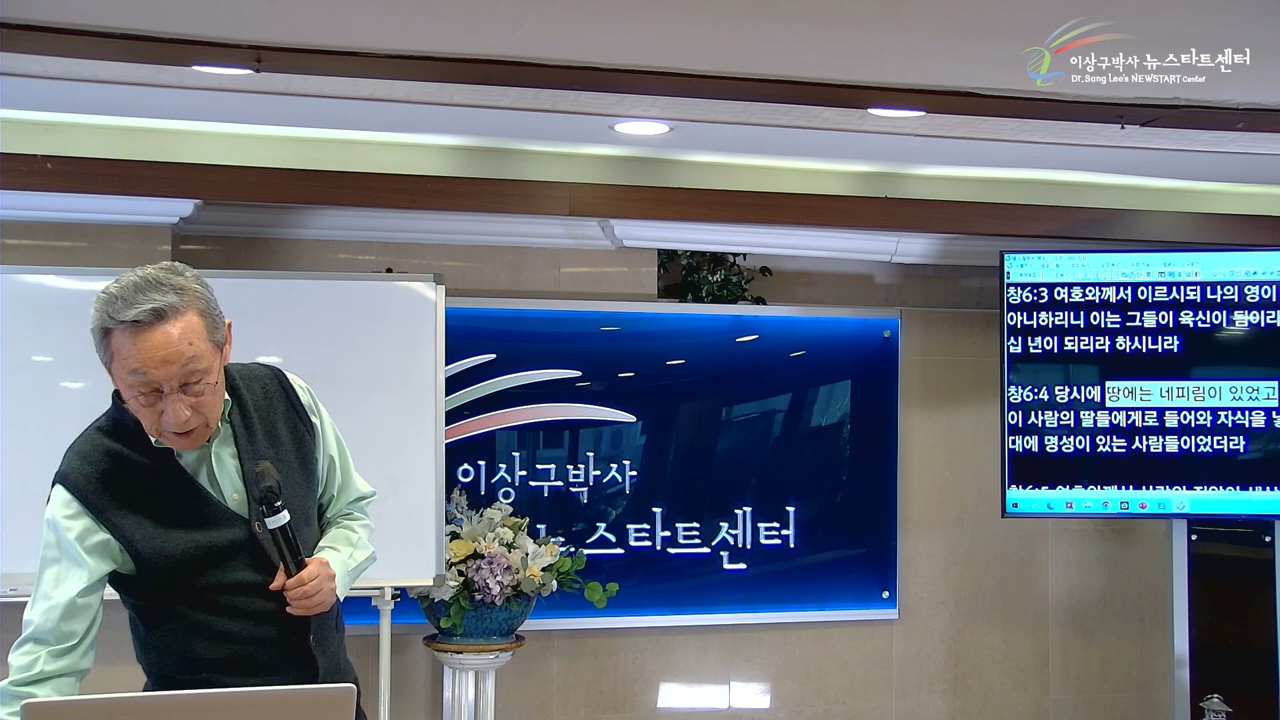 이상구박사 뉴스타트센터
Dr. Sang Lee's NEWSTART Center
창6:3 여호와께서 이르시되 나의 영이
아니하리니 이는 그들이 육신이 됨이라
십 년이 되리라 하시니라
창6:4 당시에 땅에는 네피림이 있었고
이 사람의 딸들에게로 들어와 자식을
대에 명성이 있는 사람들이었더라
이상구박사
스타트센터